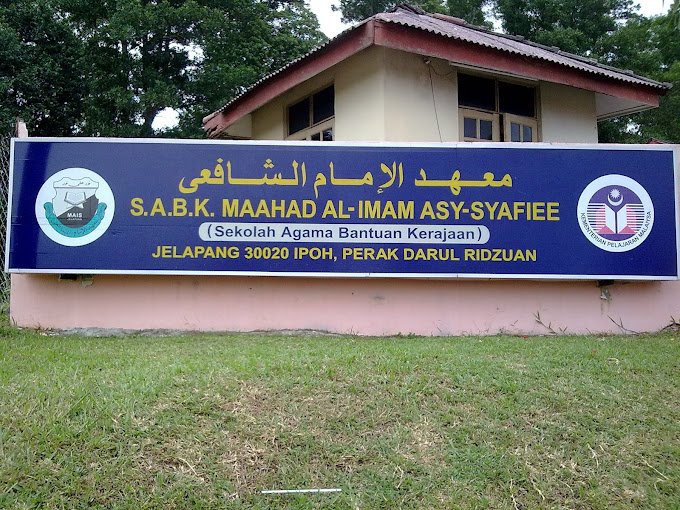 معهد الإمام الشافعى
S.A.B.K. MAAHAD AL-IMAM ASY-SYAFIEE
(Sekolah Agama Bantuan Kerajaan)
JELAPANG 30020 IPOH, PERAK DARUL RIDZUAN
MAIS
KEMENTERIAN PELAJARAN MALAYSIA